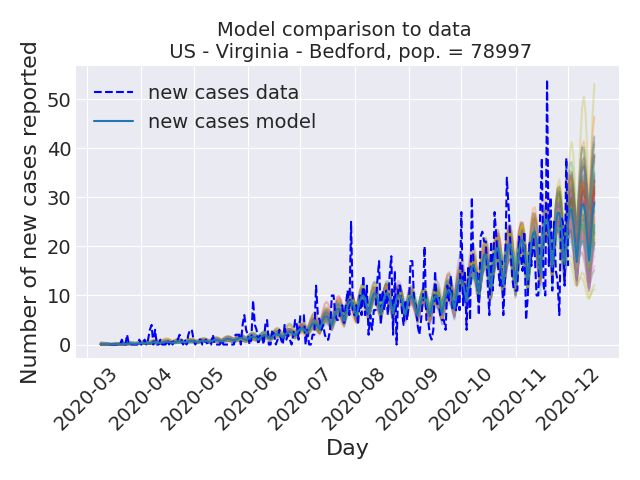 Model comparison to data
US - Virginia - Bedford, pop. = 78997
Number of new cases reported
50
40
30
20
10
0
new cases data
new cases model
2020-03
2020-04
2020-05
2020-06
2020-07
2020-08
2020-09
2020-10
2020-11
2020-12
Day